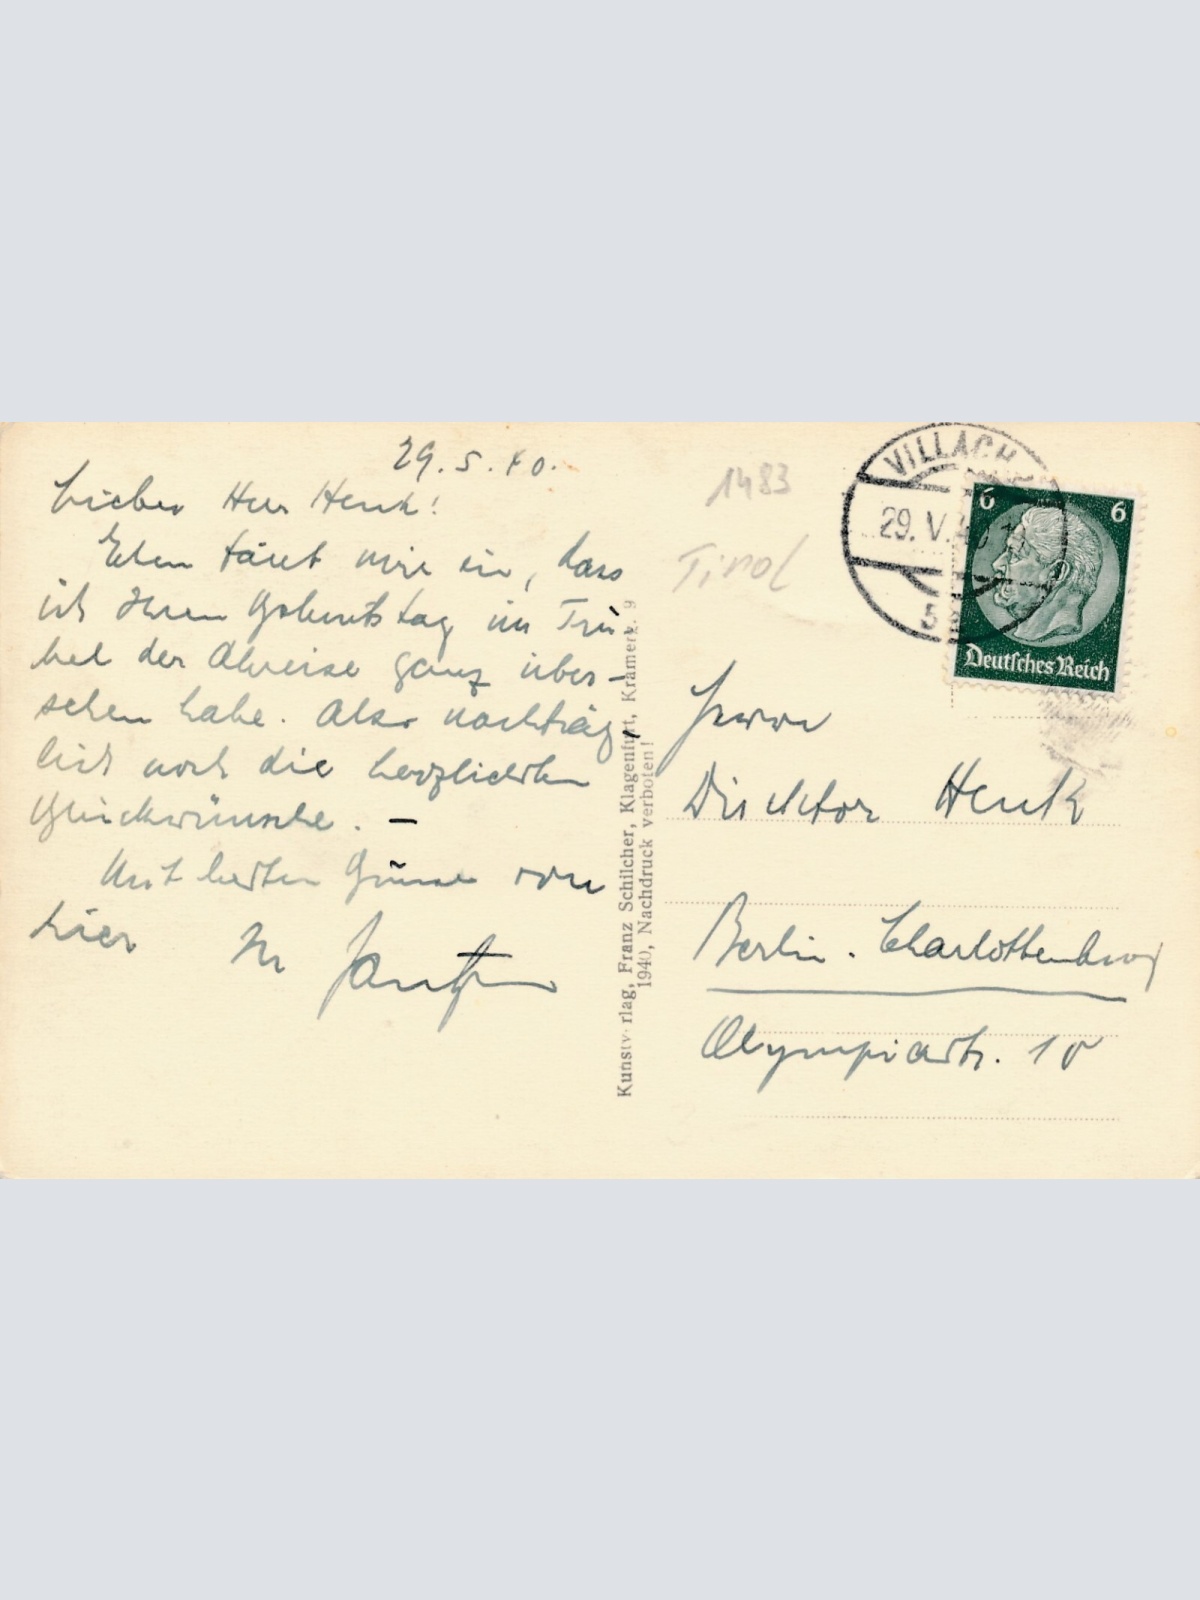 29.5.40.
Lieber Herr Henk!
Eben fällt mir ein, dass
ich Ihren Geburtstag im Tru-
bel der Abreise ganz über-
sehen habe. Also nachträg-
lich noch die herzlichsten
Glückwünsche. –
Mit besten Grüssen von
hier Ihr
Kunstverlag, Franz Schilcher, Klagenfurt, Kramerg. 9
1940, Nachdruck verboten!
1483
Tirol
VILLACH
29. V. 40
5
6 6
Deutsches Reich
Herrn
Direktor Henk
Berlin-Charlottenburg
Olympiastr. 10